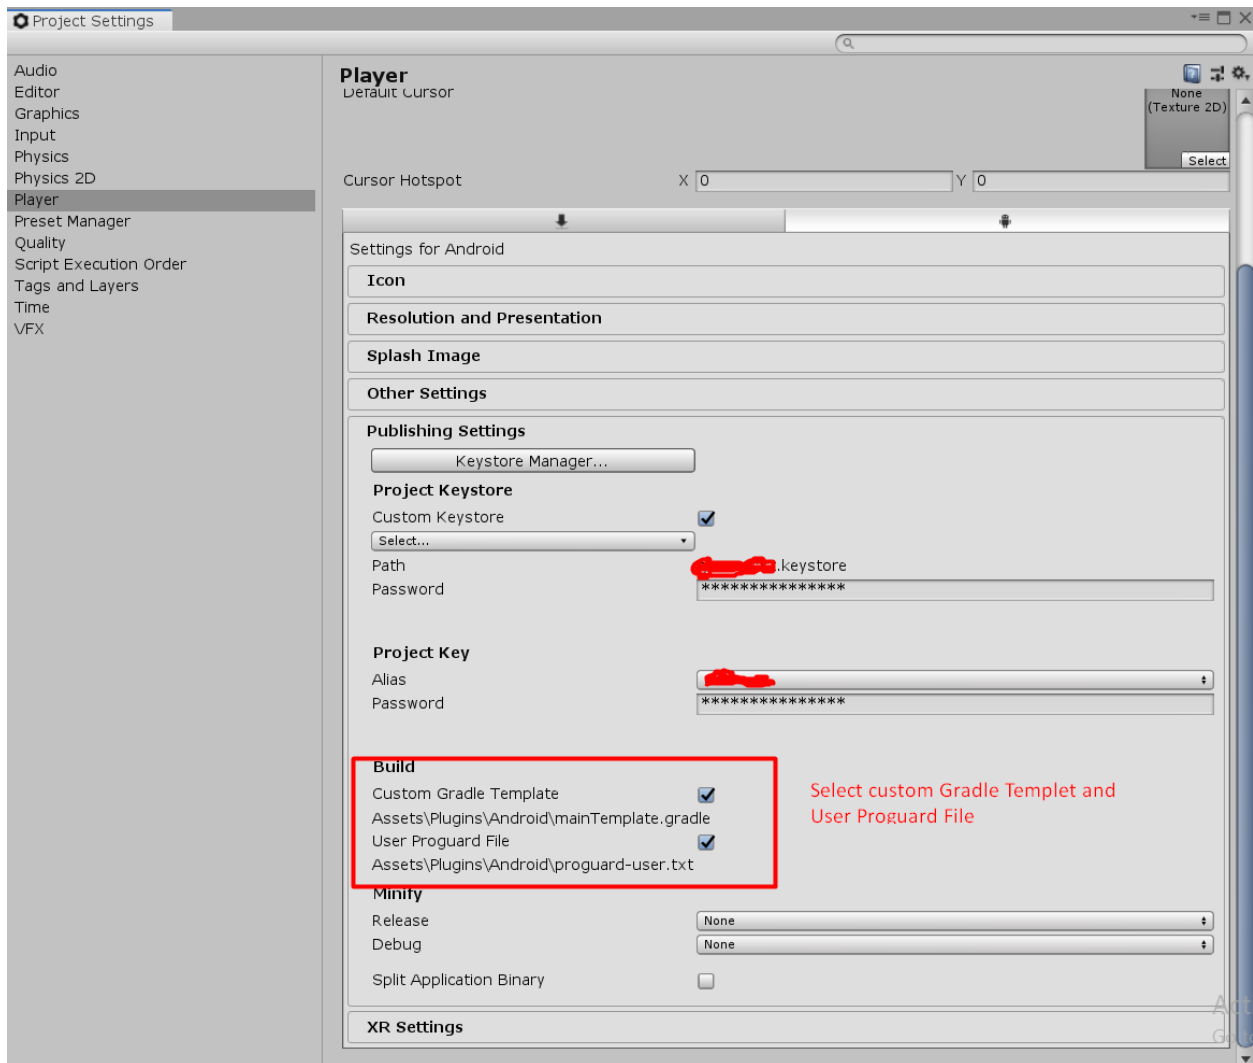 Project Settings
Audio
Editor
Graphics
Input
Physics
Physics 2D
Player
Preset Manager
Quality
Script Execution Order
Tags and Layers
Time
VFX
Player
Default Cursor
None
(Texture 2D)
Select
Cursor Hotspot X 0 Y 0
Settings for Android
Icon
Resolution and Presentation
Splash Image
Other Settings
Publishing Settings
Keystore Manager...
Project Keystore
Custom Keystore
Select...
Path .keystore
Password ***************
Project Key
Alias
Password ***************
Build
Custom Gradle Template
Assets\Plugins\Android\mainTemplate.gradle
User Proguard File
Assets\Plugins\Android\proguard-user.txt
Select custom Gradle Templet and
User Proguard File
Minify
Release None
Debug None
Split Application Binary
XR Settings